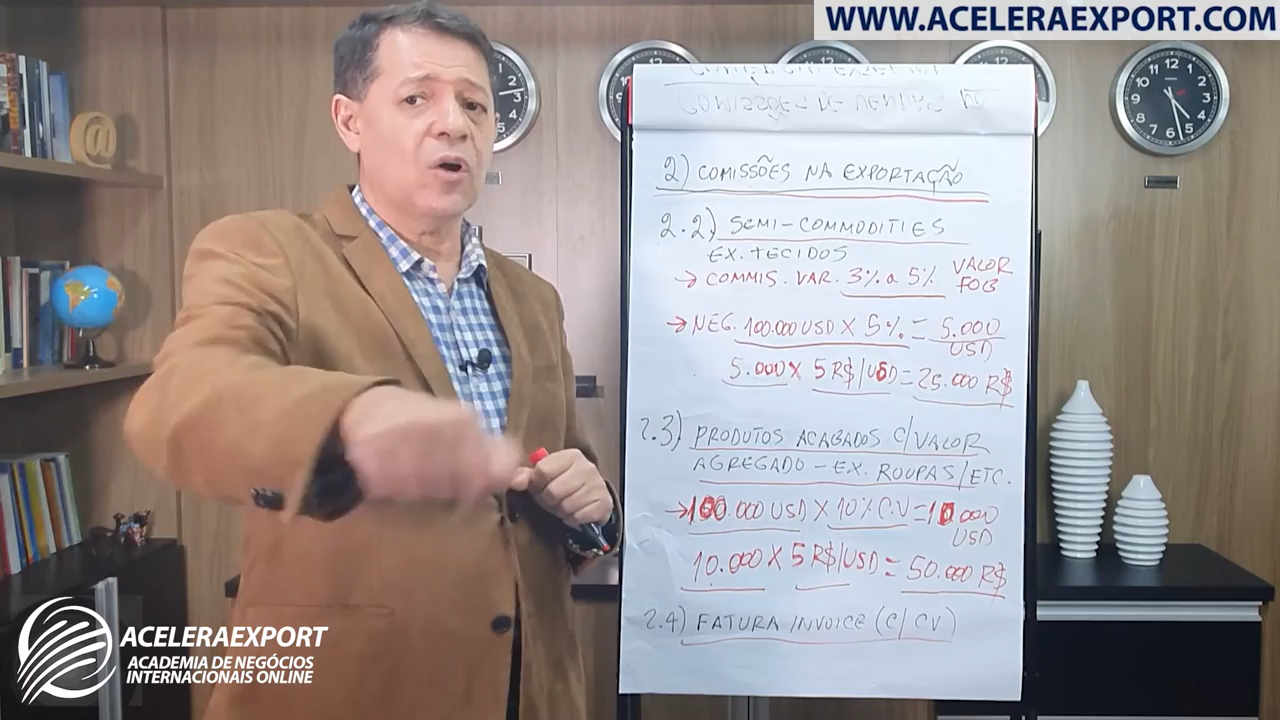 WWW.ACELERAEXPORT.COM
2) COMISSÕES NA EXPORTAÇÃO
2.2) SEMI-COMMODITIES
EX. TECIDOS
→ COMMIS. VAR. 3% a 5% VALOR FOB
→ NEG. 100.000 USD X 5% = 5.000 USD
5.000 X 5 R$/USD = 25.000 R$
2.3) PRODUTOS ACABADOS C/VALOR
AGREGADO - EX. ROUPAS/ETC.
→ 100.000 USD X 10% C.V = 10.000 USD
10.000 X 5 R$/USD = 50.000 R$
2.4) FATURA/INVOICE (C/ CV)
ACELERAEXPORT
ACADEMIA DE NEGÓCIOS
INTERNACIONAIS ONLINE